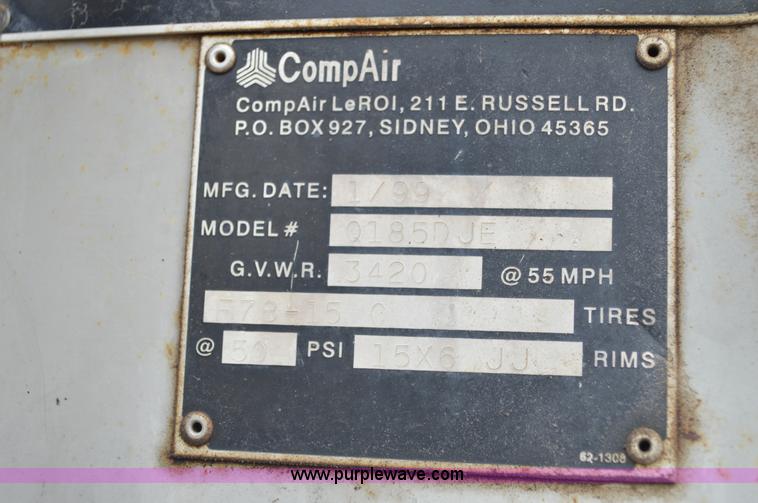 CompAir
CompAir LeROI, 211 E. RUSSELL RD.
P.O. BOX 927, SIDNEY, OHIO 45365
MFG. DATE: 1/99
MODEL # Q185DJE
G.V.W.R. 3420 @ 55 MPH
TIRES
@ 50 PSI 15X6 JJ RIMS
62-1308
www.purplewave.com